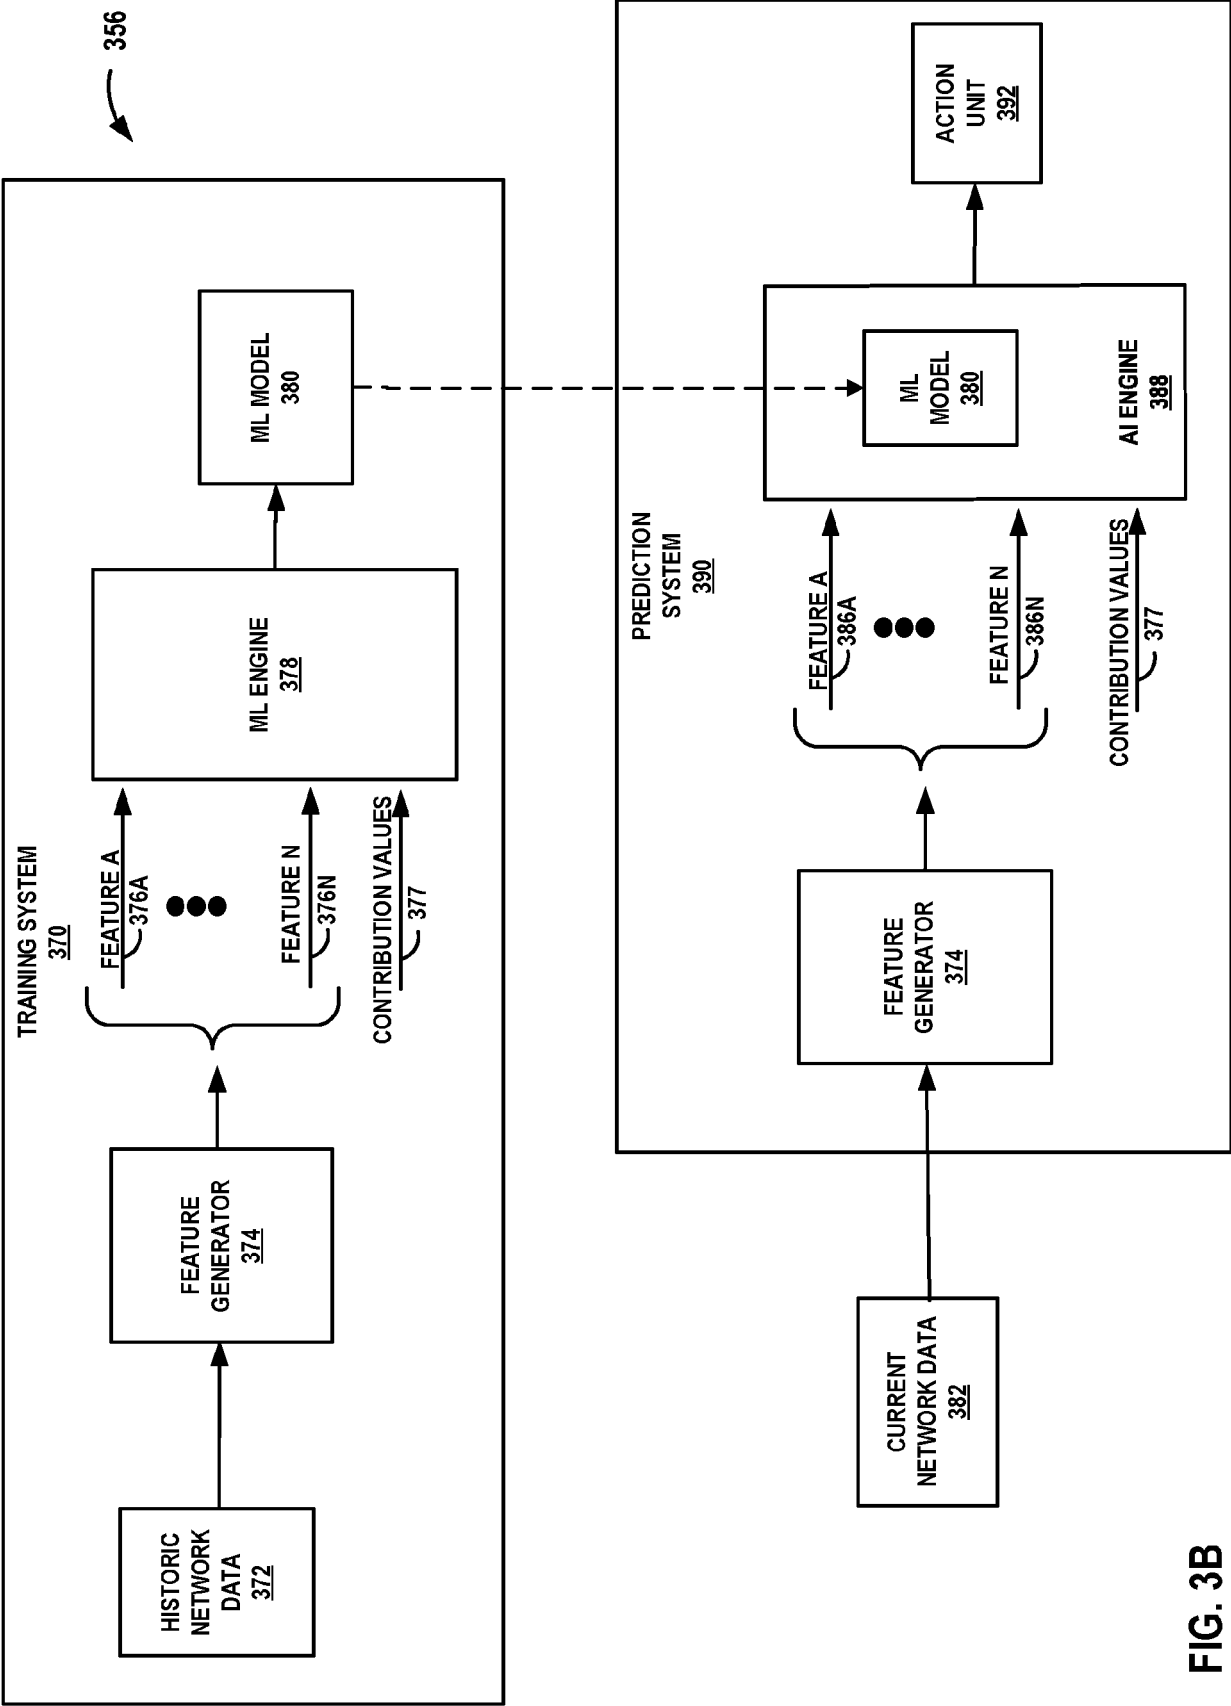 356
TRAINING SYSTEM
370
HISTORIC
NETWORK
DATA
372
FEATURE
GENERATOR
374
FEATURE A
376A
FEATURE N
376N
CONTRIBUTION VALUES
377
ML ENGINE
378
ML MODEL
380
PREDICTION
SYSTEM
390
CURRENT
NETWORK DATA
382
FEATURE
GENERATOR
374
FEATURE A
386A
FEATURE N
386N
CONTRIBUTION VALUES
377
ML
MODEL
380
AI ENGINE
388
ACTION
UNIT
392
FIG. 3B